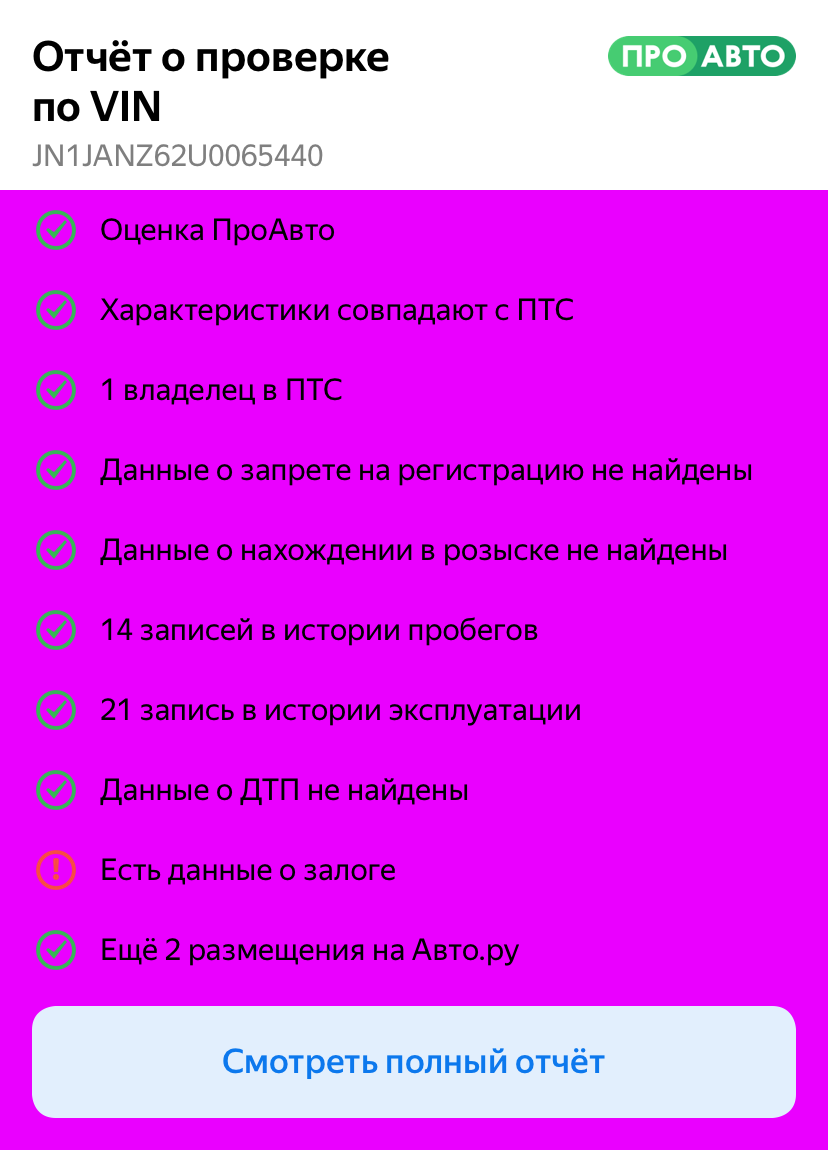 Отчёт о проверке
по VIN
ПРО АВТО
JN1JANZ62U0065440
Оценка ПроАвто
Характеристики совпадают с ПТС
1 владелец в ПТС
Данные о запрете на регистрацию не найдены
Данные о нахождении в розыске не найдены
14 записей в истории пробегов
21 запись в истории эксплуатации
Данные о ДТП не найдены
Есть данные о залоге
Ещё 2 размещения на Авто.ру
Смотреть полный отчёт